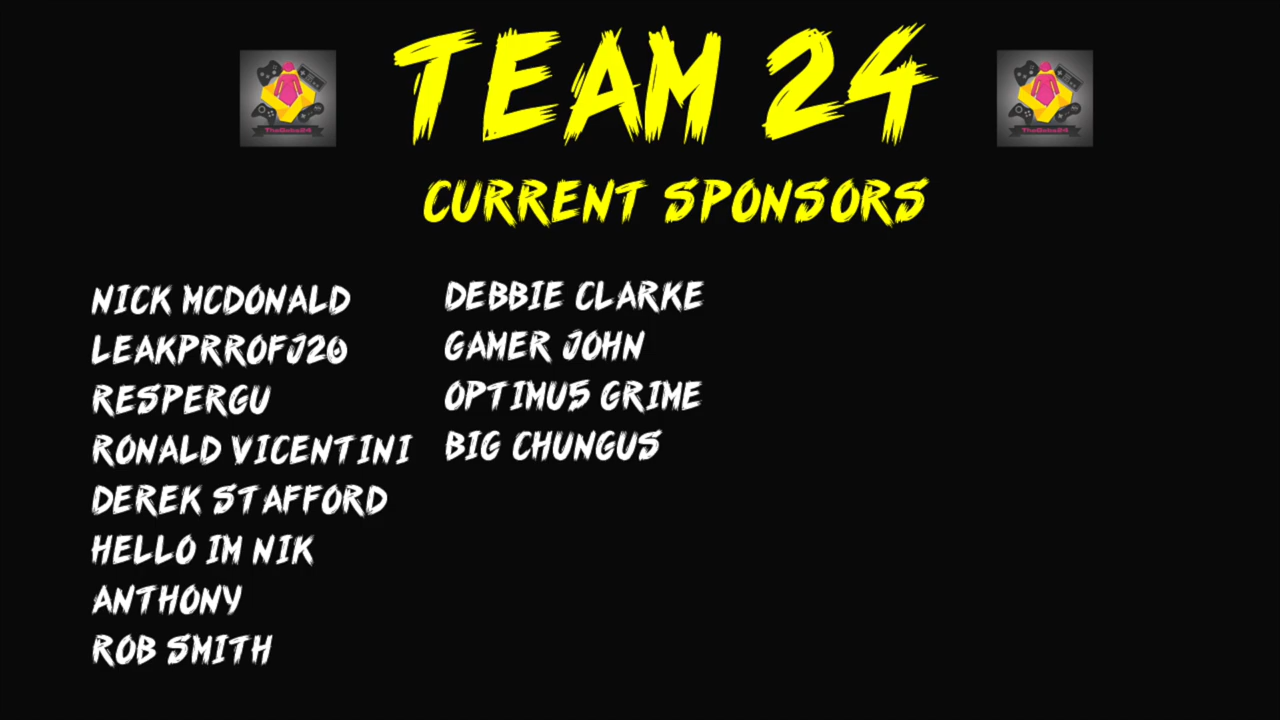 TEAM 24
CURRENT SPONSORS
NICK MCDONALD
LEAKPRROFJ20
RESPERGU
RONALD VICENTINI
DEREK STAFFORD
HELLO IM NIK
ANTHONY
ROB SMITH
DEBBIE CLARKE
GAMER JOHN
OPTIMU5 GRIME
BIG CHUNGUS